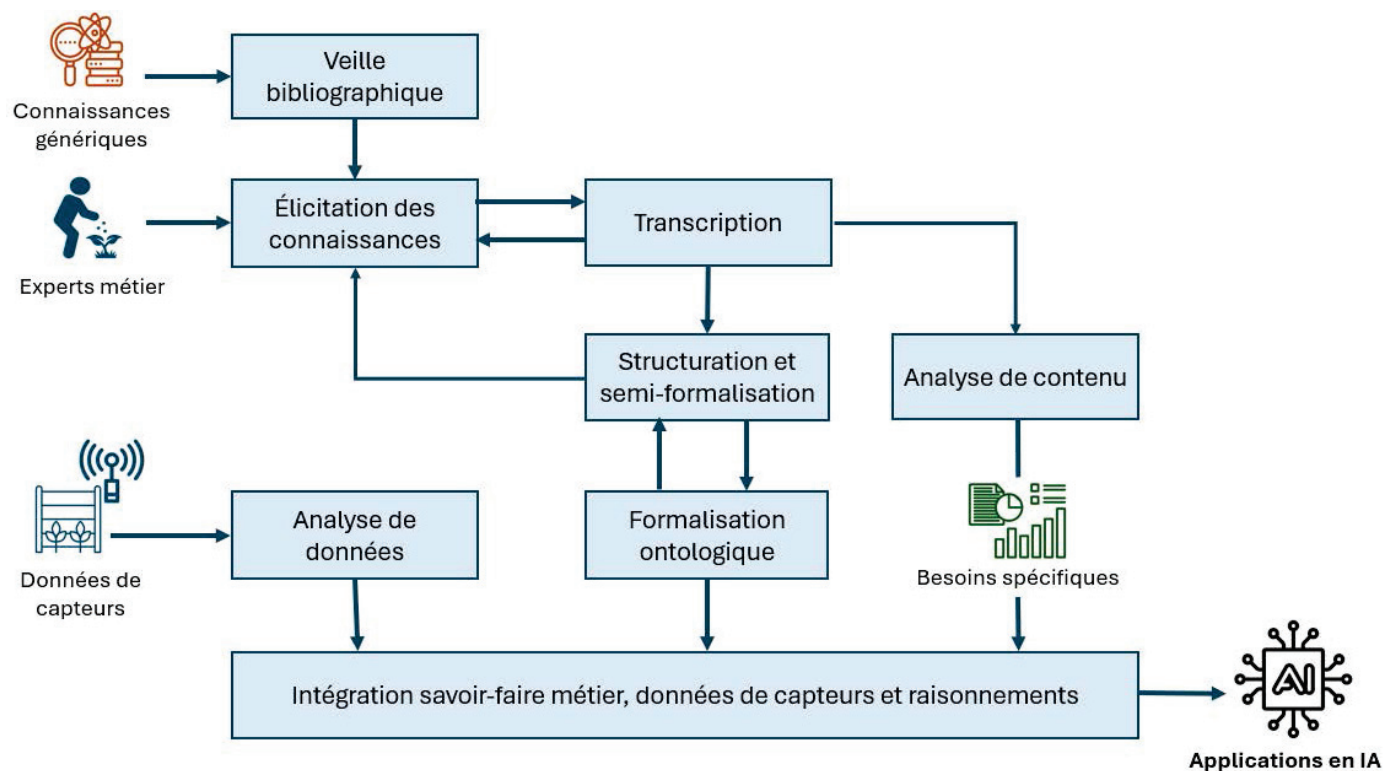 Veille
bibliographique
Connaissances
génériques
Élicitation des
connaissances
Transcription
Experts métier
Structuration et
semi-formalisation
Analyse de contenu
Analyse de
données
Formalisation
ontologique
Données de
capteurs
Besoins spécifiques
Intégration savoir-faire métier, données de capteurs et raisonnements
AI
Applications en IA